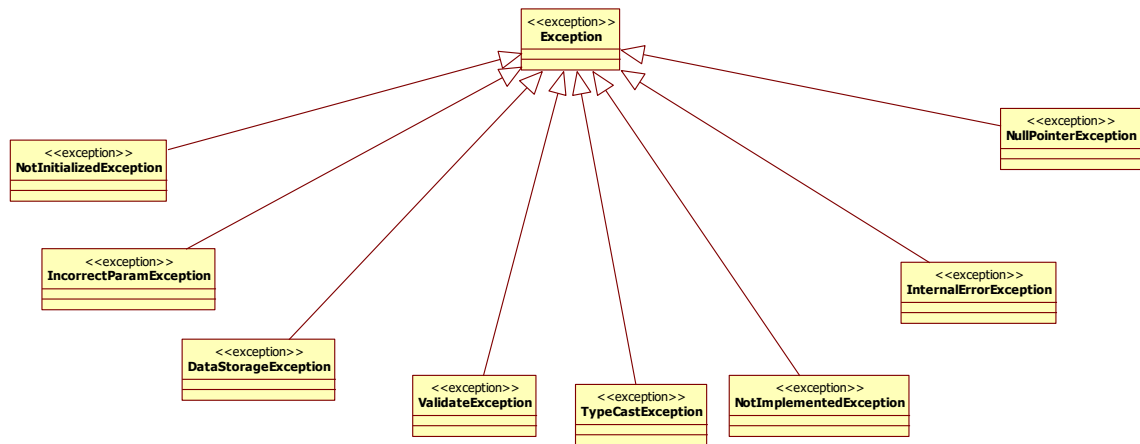 <<exception>>
Exception
<<exception>>
NullPointerException
<<exception>>
NotInitializedException
<<exception>>
IncorrectParamException
<<exception>>
InternalErrorException
<<exception>>
DataStorageException
<<exception>>
ValidateException
<<exception>>
TypeCastException
<<exception>>
NotImplementedException